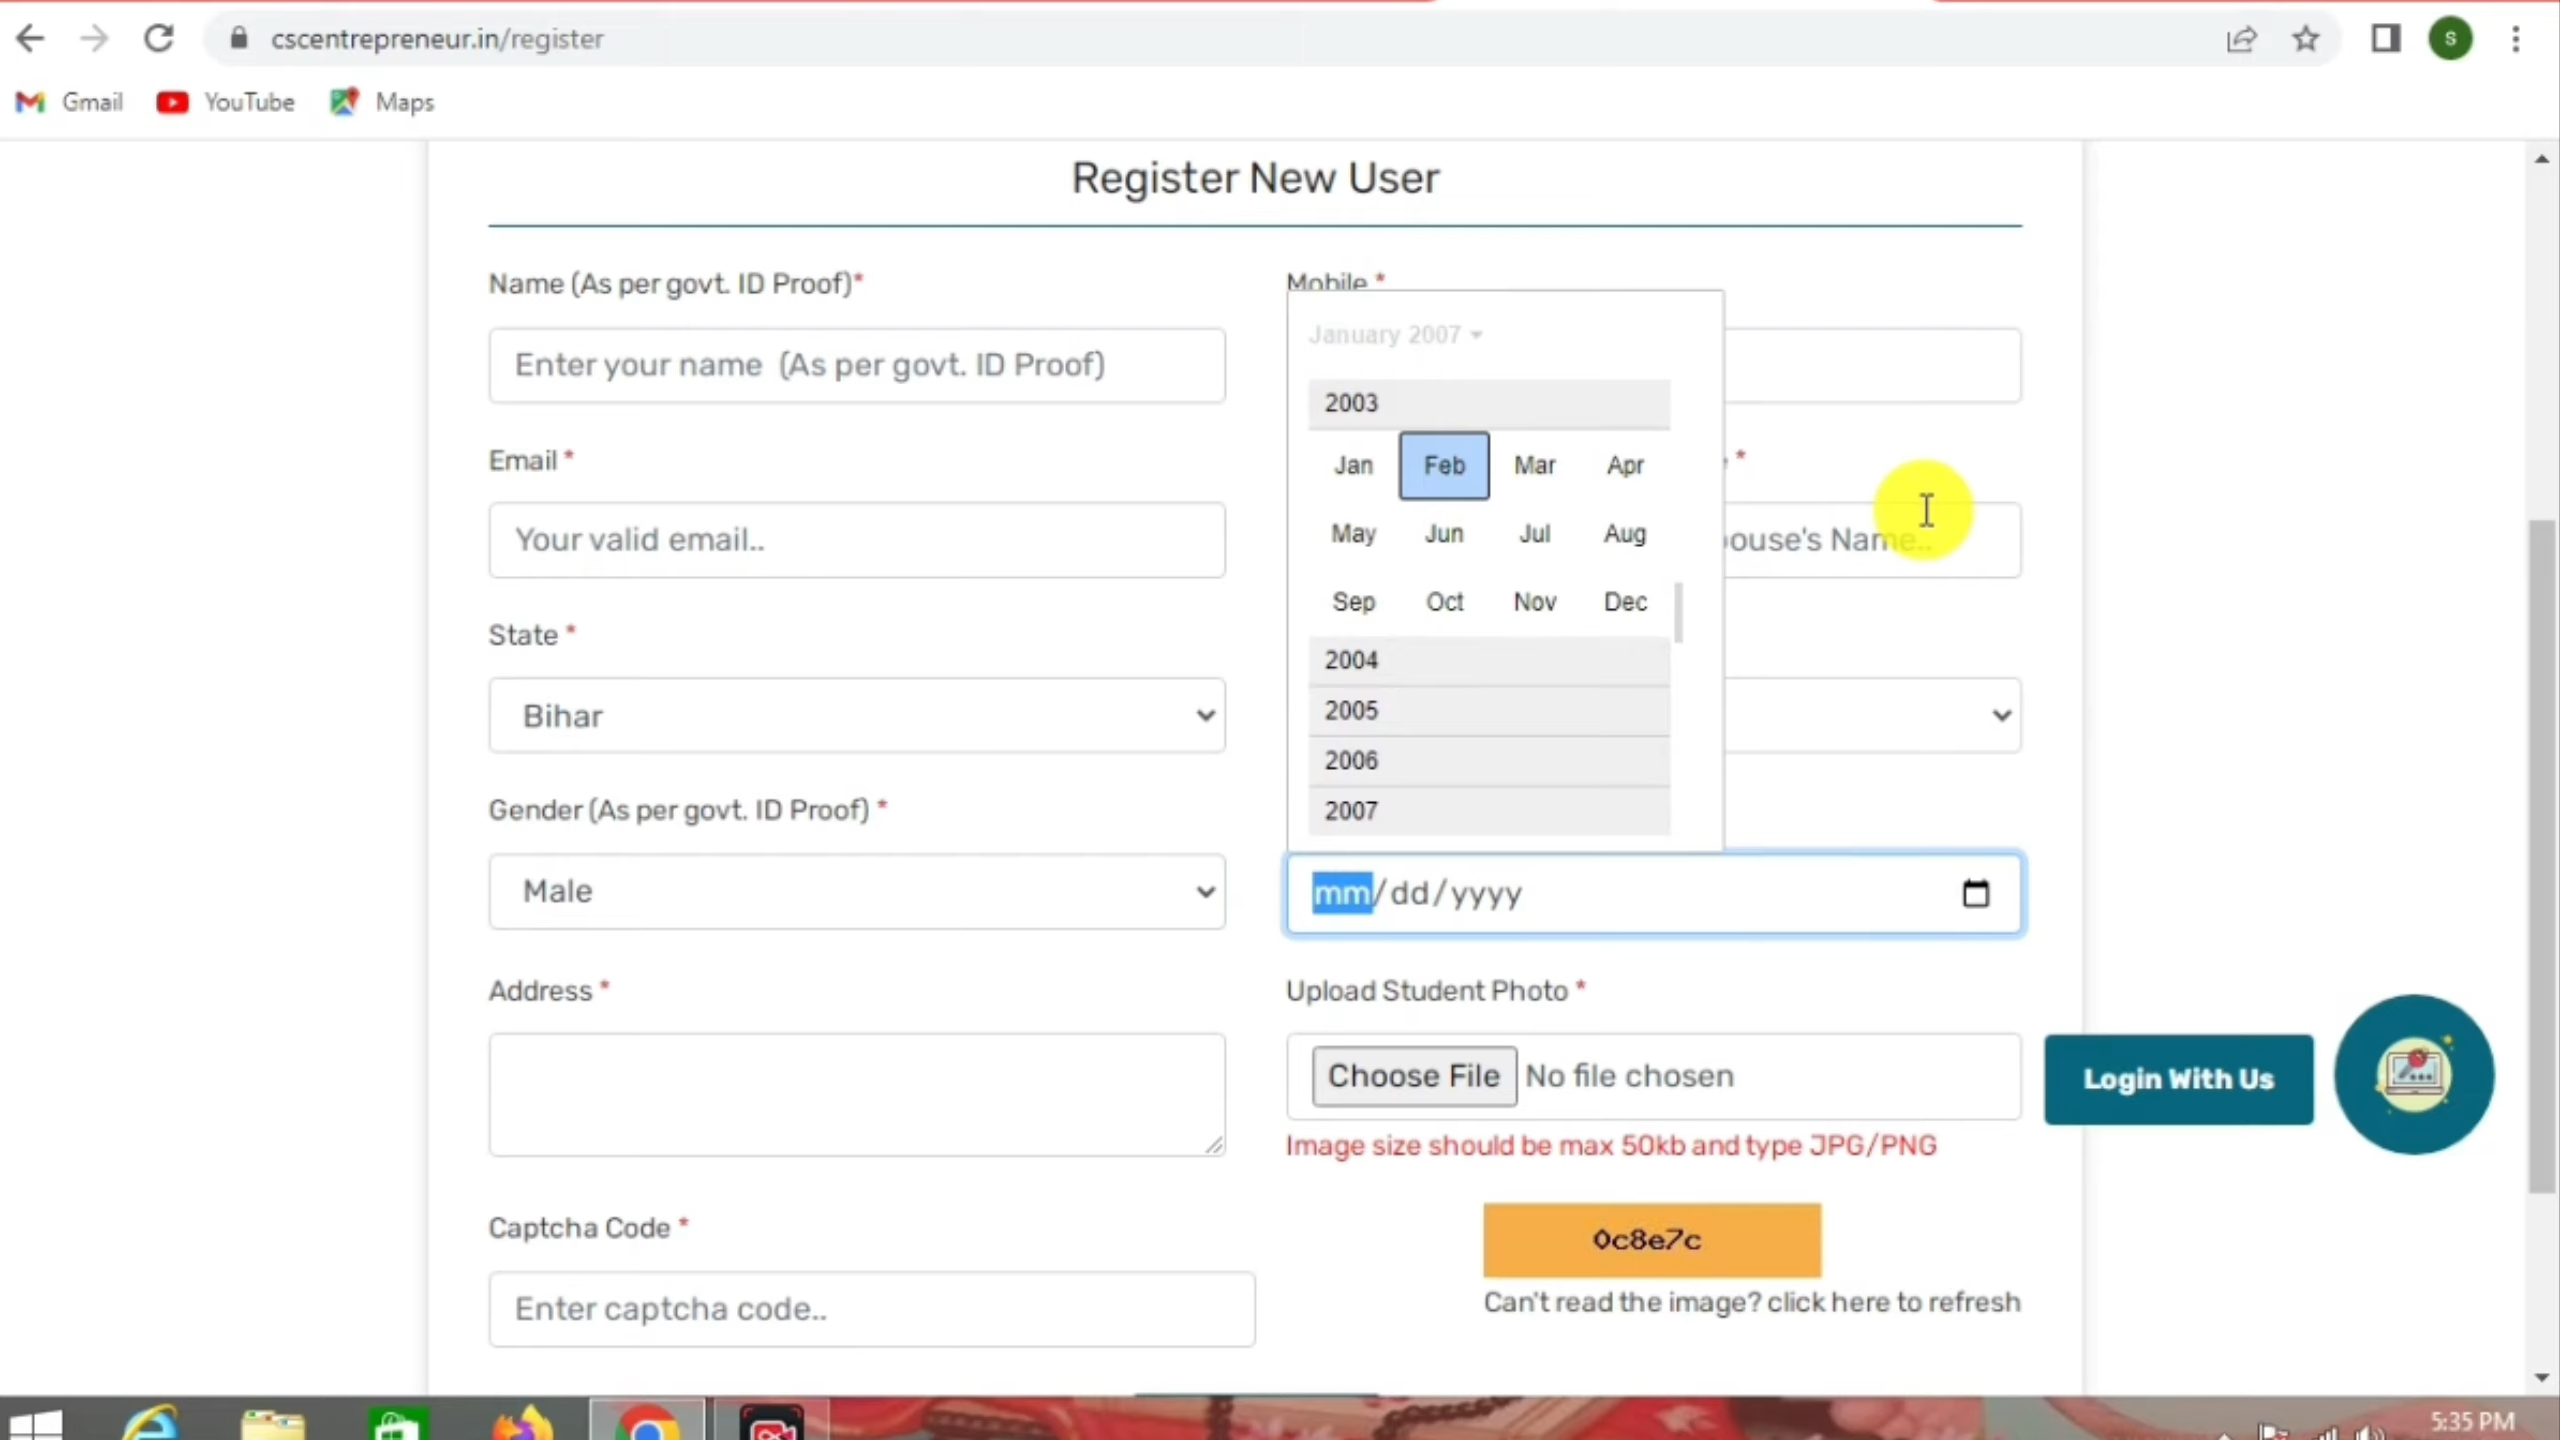 cscentrepreneur.in/register
S
Gmail YouTube Maps
Register New User
Name (As per govt. ID Proof)*
Mobile *
Enter your name (As per govt. ID Proof)
January 2007
2003
Jan Feb Mar Apr
May Jun Jul Aug
Sep Oct Nov Dec
2004
2005
2006
2007
Email *
*
Your valid email..
ouse's Name..
State *
Bihar
Gender (As per govt. ID Proof) *
Male
mm/dd/yyyy
Address *
Upload Student Photo *
Choose File No file chosen
Image size should be max 50kb and type JPG/PNG
Login With Us
Captcha Code *
0c8e7c
Enter captcha code..
Can't read the image? click here to refresh
5:35 PM